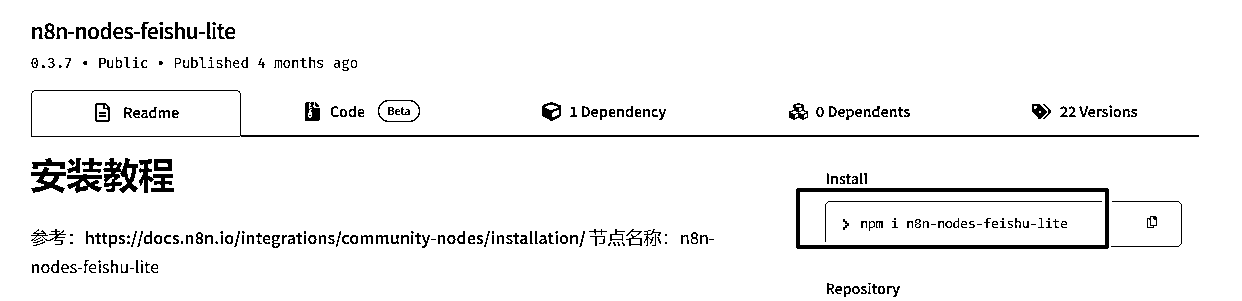 n8n-nodes-feishu-lite
0.3.7 • Public • Published 4 months ago
Readme
Code Beta
1 Dependency
0 Dependents
22 Versions
安装教程
参考：https://docs.n8n.io/integrations/community-nodes/installation/ 节点名称：n8n-
nodes-feishu-lite
Install
> npm i n8n-nodes-feishu-lite
Repository